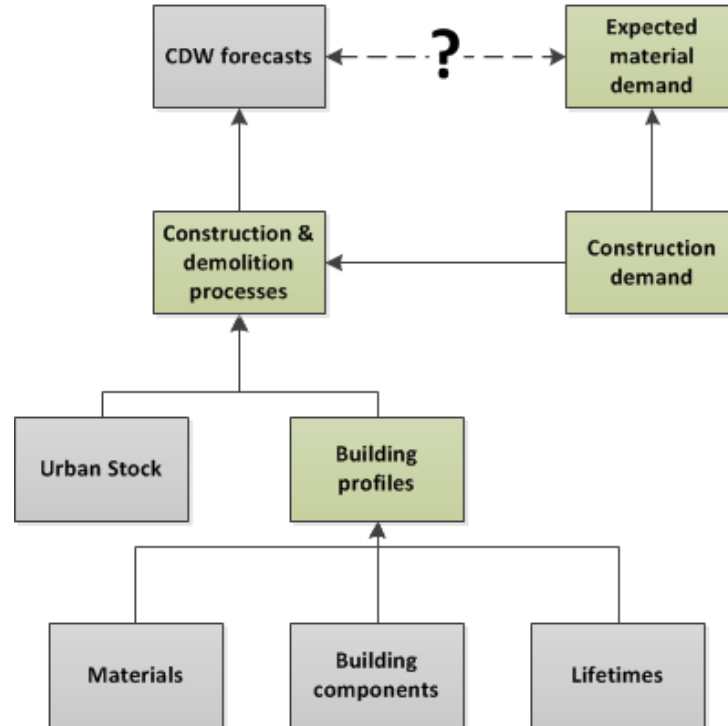 CDW forecasts
?
Expected
material
demand
Construction &
demolition
processes
Construction
demand
Urban Stock
Building
profiles
Materials
Building
components
Lifetimes